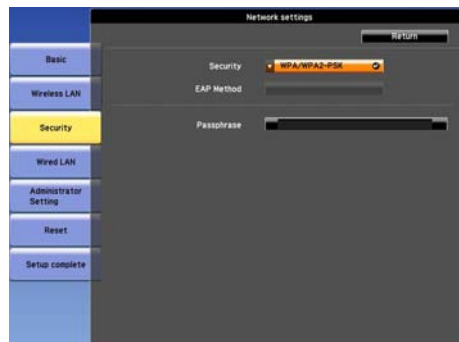 Network settings
Return
Basic
Wireless LAN
Security
Wired LAN
Administrator
Setting
Reset
Setup complete
Security
WPA/WPA2-PSK
EAP Method
Passphrase